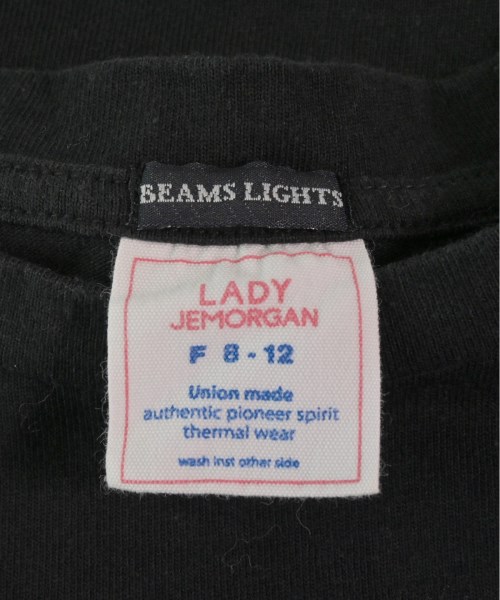 BEAMS LIGHTS
LADY
JEMORGAN
F 8-12
Union made
authentic pioneer spirit
thermal wear
wash inst other side